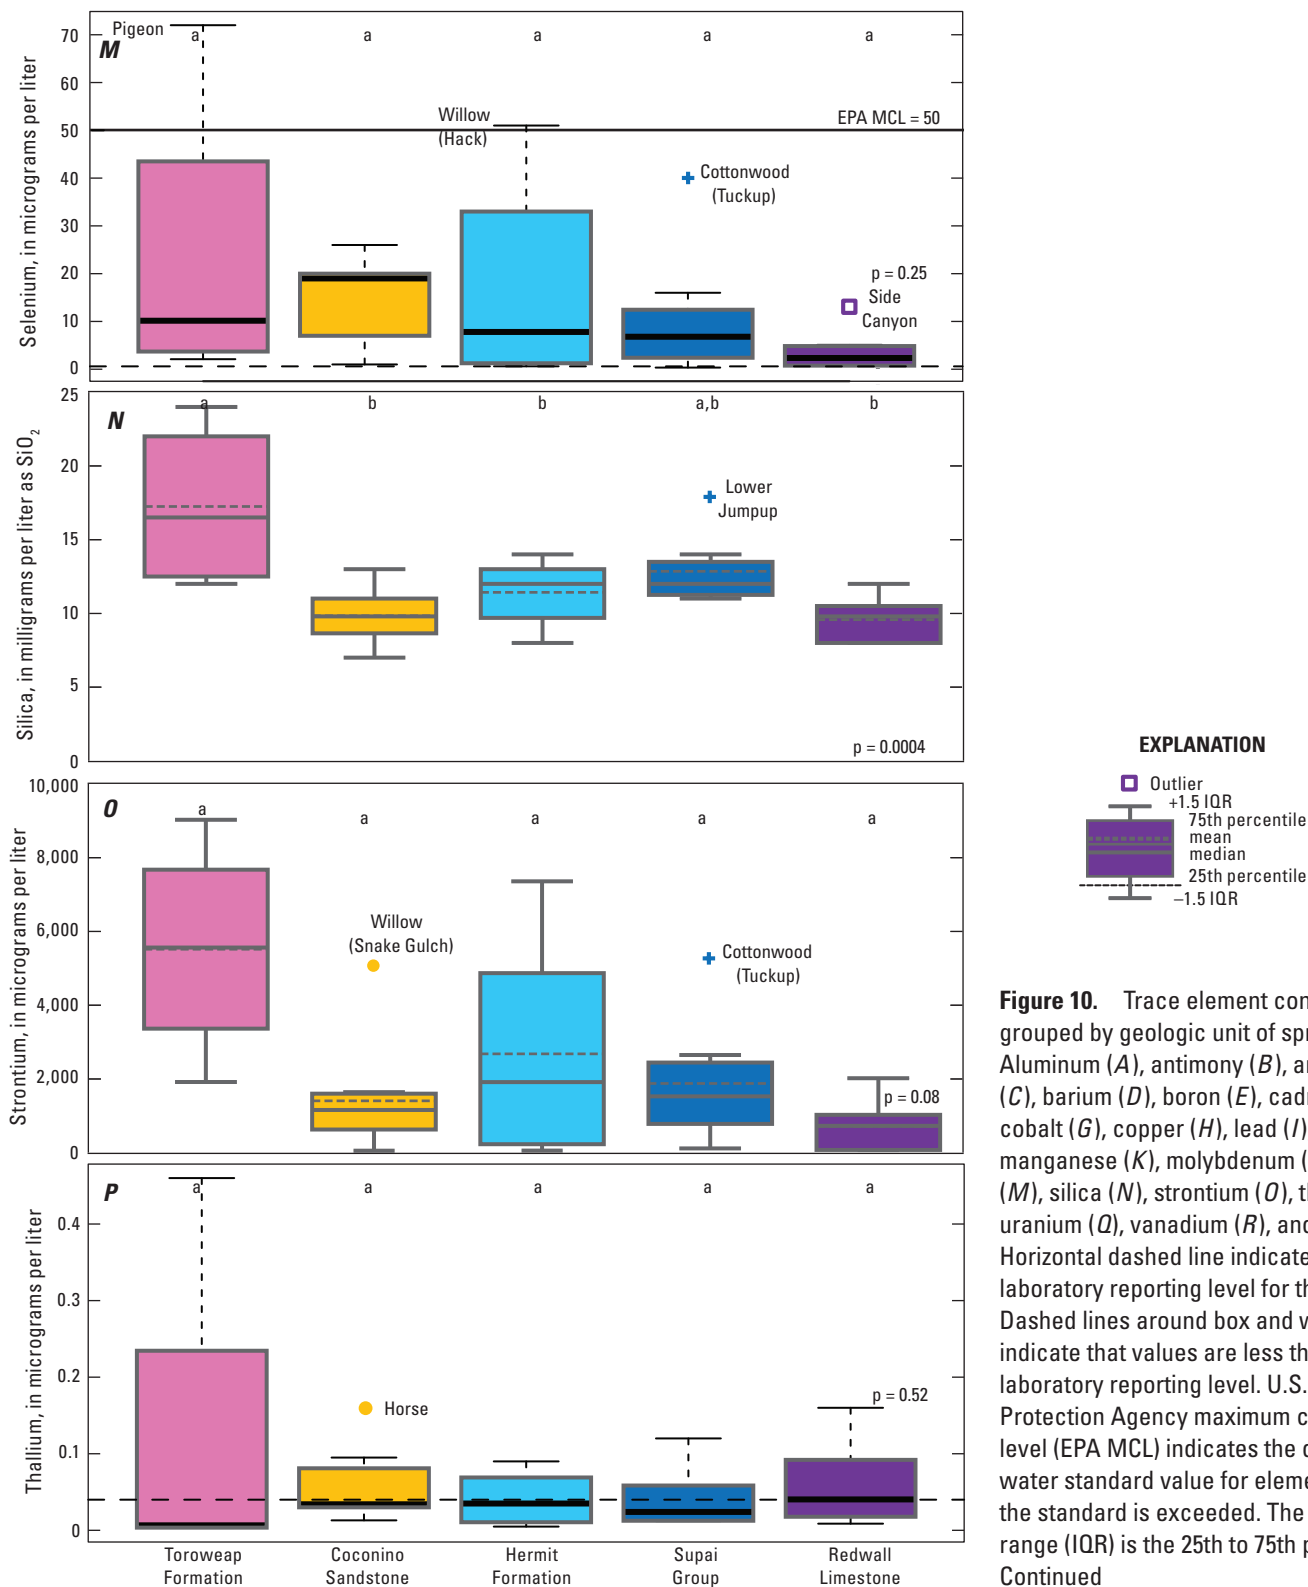 M
Pigeon
a a a a a
70
60
50
40
30
20
10
0
Selenium, in micrograms per liter
Willow
(Hack)
EPA MCL = 50
Cottonwood
(Tuckup)
p = 0.25
Side
Canyon
N
a b b a,b b
25
20
15
10
5
0
Silica, in milligrams per liter as SiO2
Lower
Jumpup
p = 0.0004
O
a a a a a
10,000
8,000
6,000
4,000
2,000
0
Strontium, in micrograms per liter
Willow
(Snake Gulch)
Cottonwood
(Tuckup)
p = 0.08
P
a a a a a
0.4
0.3
0.2
0.1
0
Thallium, in micrograms per liter
Horse
p = 0.52
Toroweap
Formation
Coconino
Sandstone
Hermit
Formation
Supai
Group
Redwall
Limestone
EXPLANATION
Outlier
+1.5 IQR
75th percentile
mean
median
25th percentile
–1.5 IQR
Figure 10. Trace element con
grouped by geologic unit of spr
Aluminum (A), antimony (B), ar
(C), barium (D), boron (E), cadr
cobalt (G), copper (H), lead (I)
manganese (K), molybdenum (
(M), silica (N), strontium (O), th
uranium (Q), vanadium (R), and
Horizontal dashed line indicate
laboratory reporting level for th
Dashed lines around box and w
indicate that values are less th
laboratory reporting level. U.S.
Protection Agency maximum c
level (EPA MCL) indicates the d
water standard value for eleme
the standard is exceeded. The
range (IQR) is the 25th to 75th p
Continued